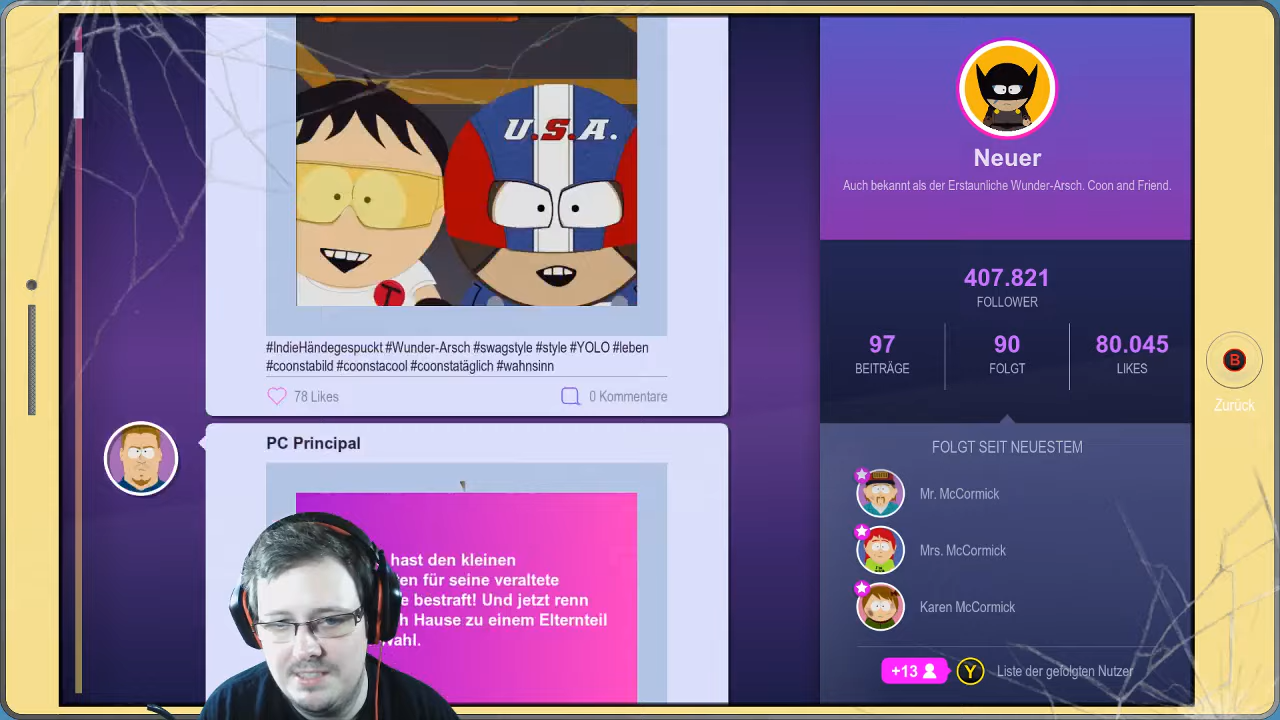 U.S.A.
T
#IndieHändegespuckt #Wunder-Arsch #swagstyle #style #YOLO #leben
#coonstabild #coonstacool #coonstatäglich #wahnsinn
78 Likes
0 Kommentare
PC Principal
hast den kleinen
für seine veraltete
bestraft! Und jetzt renn
Hause zu einem Elternteil
Neuer
Auch bekannt als der Erstaunliche Wunder-Arsch. Coon and Friend.
407.821
FOLLOWER
97
BEITRÄGE
90
FOLGT
80.045
LIKES
FOLGT SEIT NEUESTEM
Mr. McCormick
Mrs. McCormick
Karen McCormick
+13
Y
Liste der gefolgten Nutzer
B
Zurück